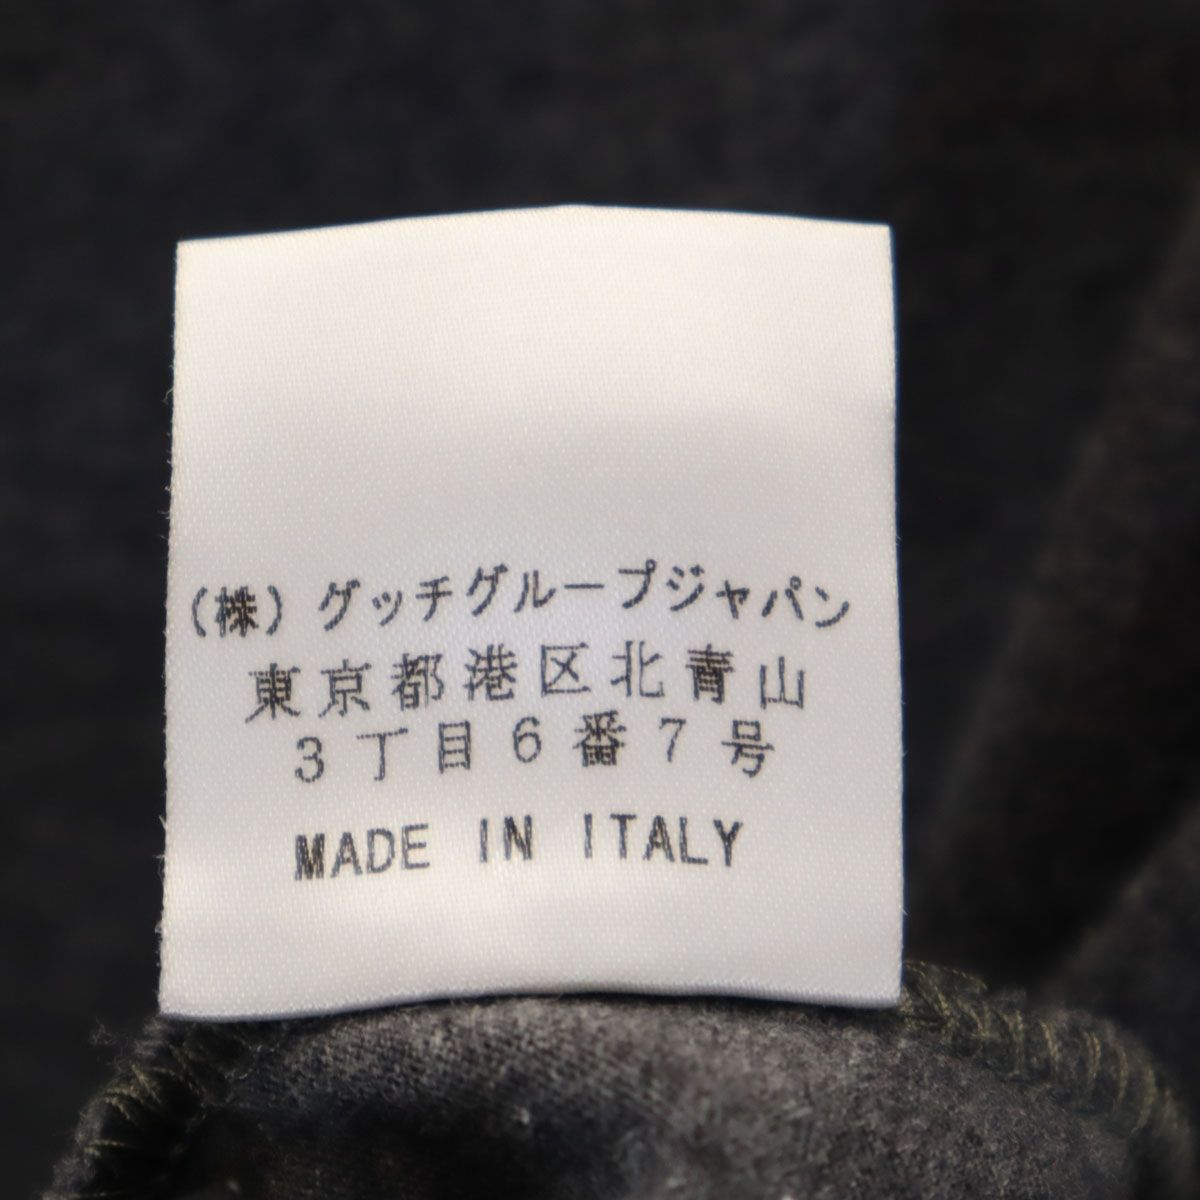 (株) グッチグループジャパン
東京都港区北青山
3丁目6番7号
MADE IN ITALY